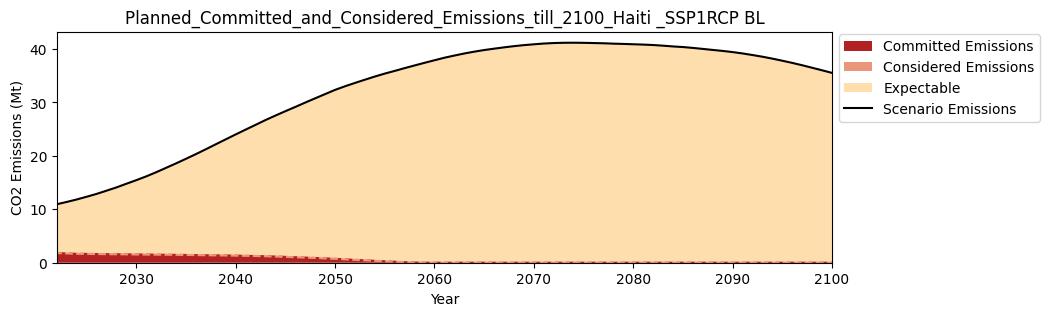 Planned_Committed_and_Considered_Emissions_till_2100_Haiti _SSP1RCP BL
Committed Emissions
Considered Emissions
Expectable
Scenario Emissions
CO2 Emissions (Mt)
40
30
20
10
0
2030 2040 2050 2060 2070 2080 2090 2100
Year